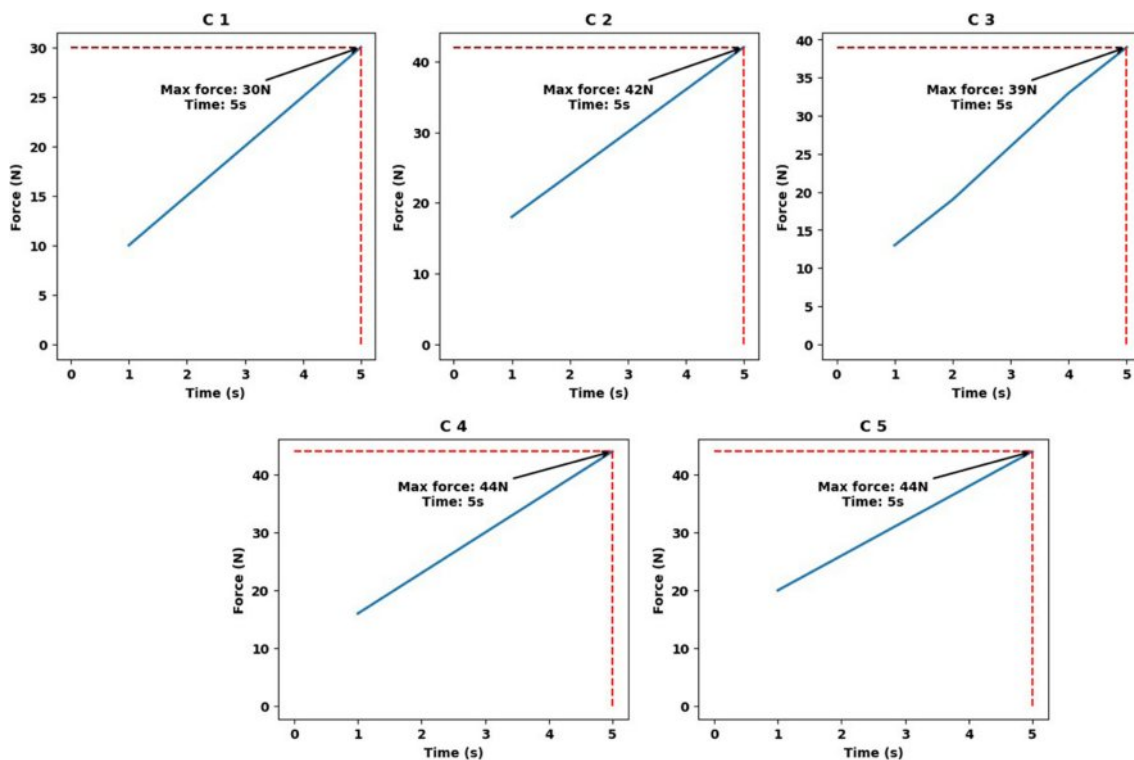 C 1
30
25
20
15
10
5
0
Force (N)
Max force: 30N
Time: 5s
0 1 2 3 4 5
Time (s)
C 2
40
30
20
10
0
Force (N)
Max force: 42N
Time: 5s
0 1 2 3 4 5
Time (s)
C 3
40
35
30
25
20
15
10
5
0
Force (N)
Max force: 39N
Time: 5s
0 1 2 3 4 5
Time (s)
C 4
40
30
20
10
0
Force (N)
Max force: 44N
Time: 5s
0 1 2 3 4 5
Time (s)
C 5
40
30
20
10
0
Force (N)
Max force: 44N
Time: 5s
0 1 2 3 4 5
Time (s)